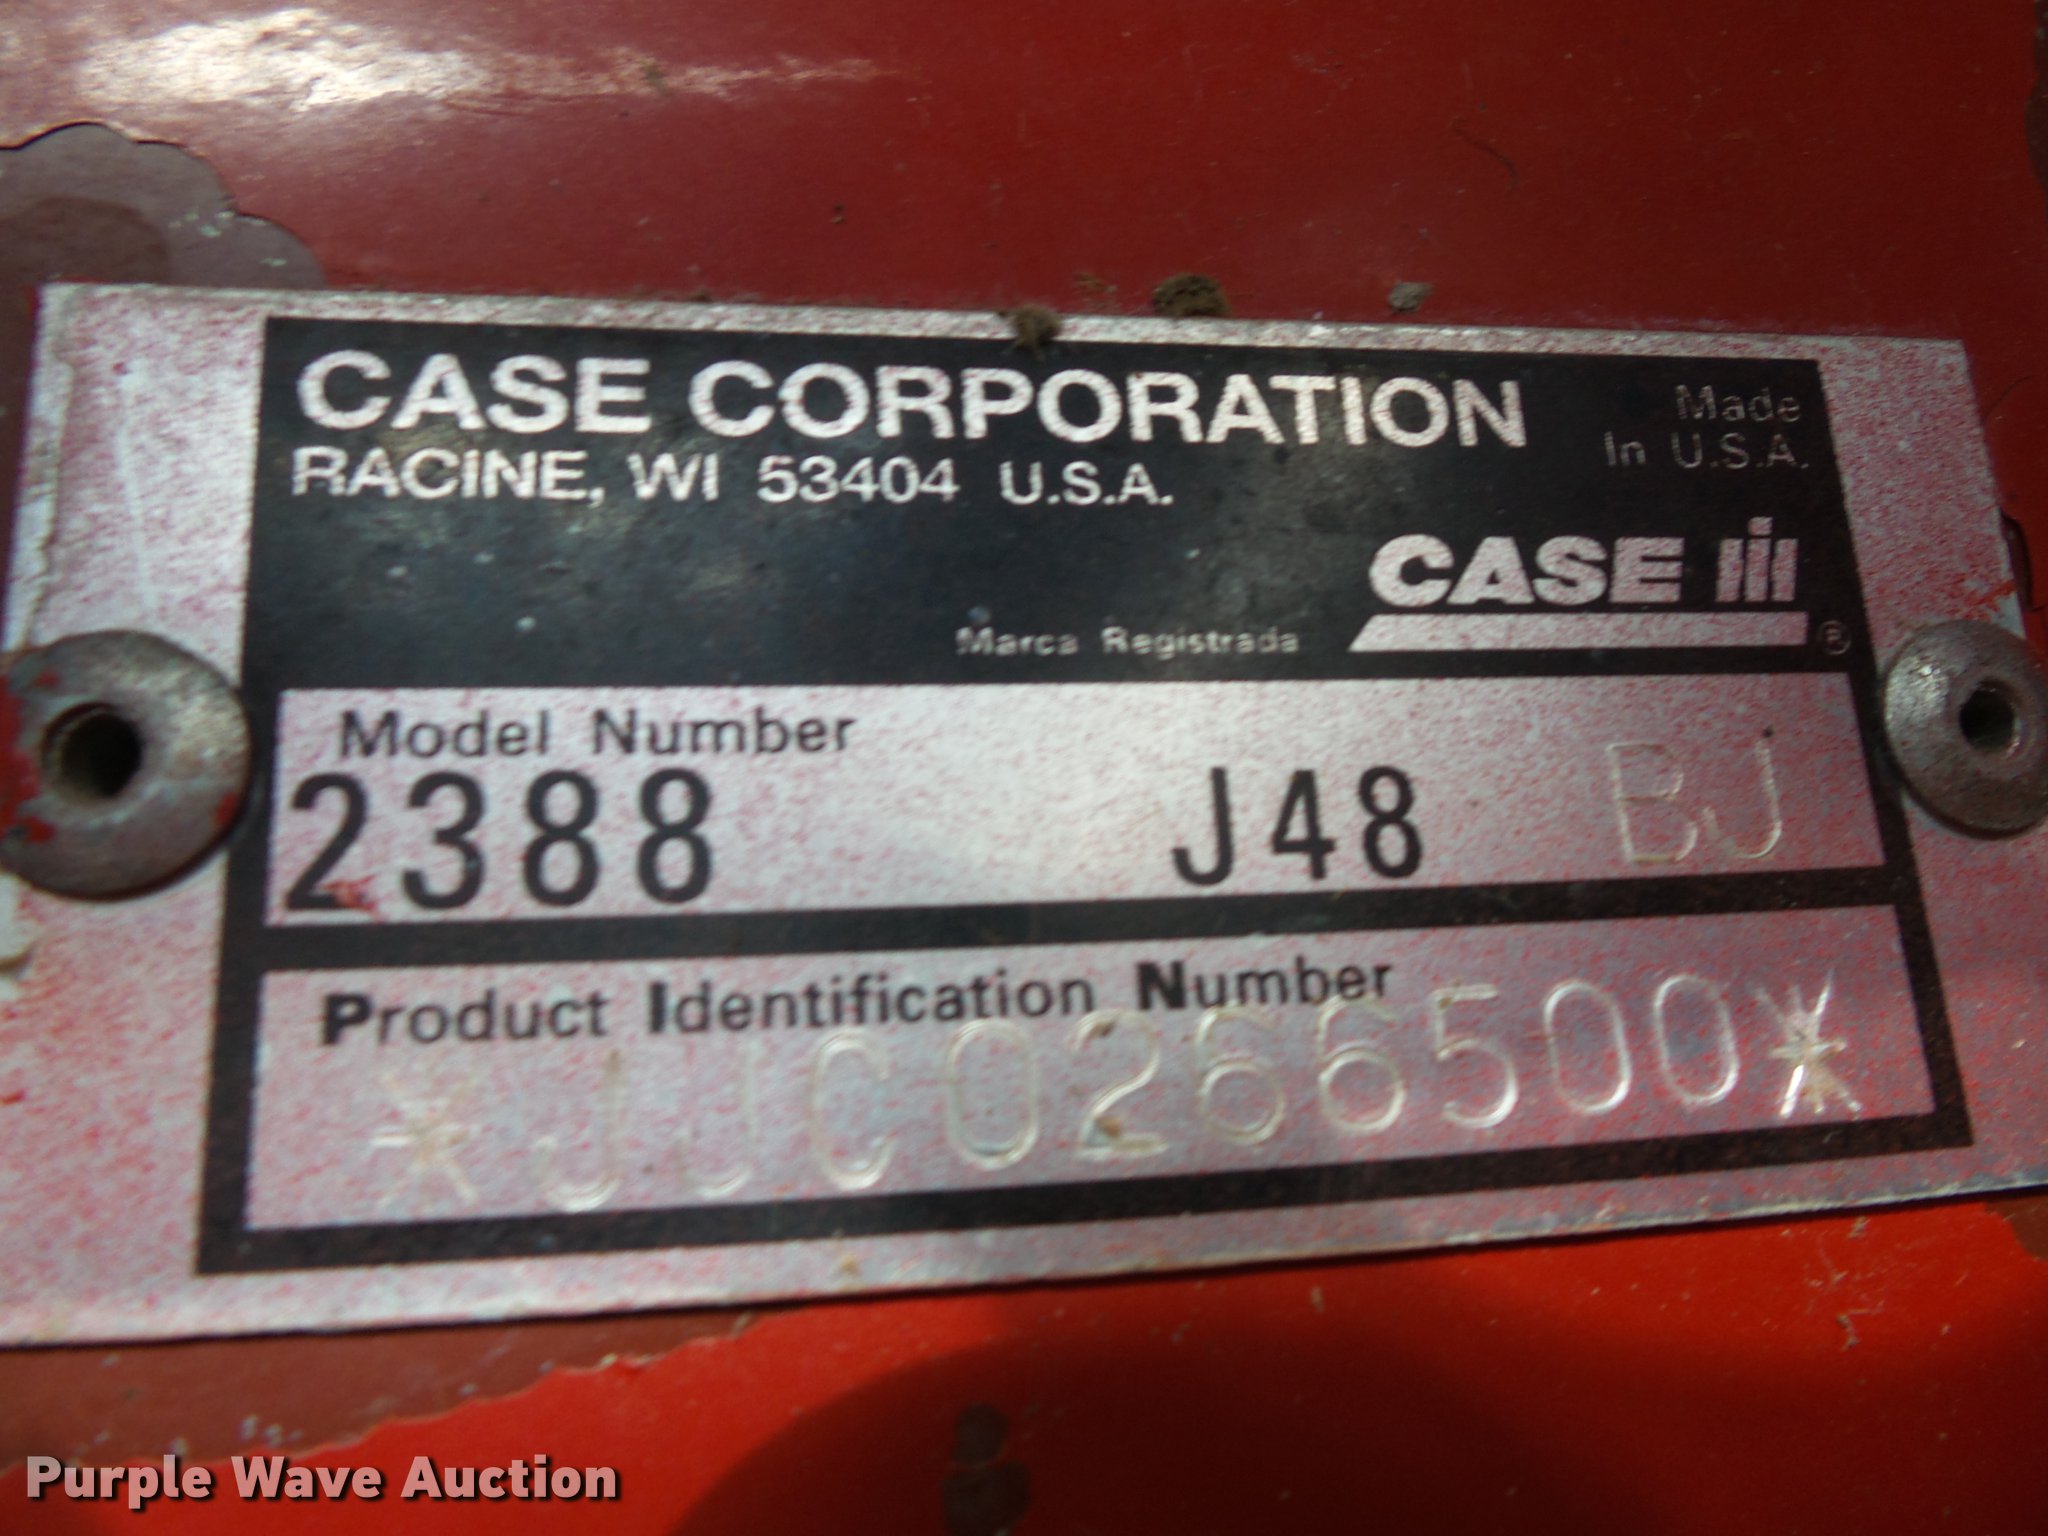 CASE CORPORATION
Made
In U.S.A.
RACINE, WI 53404 U.S.A.
CASE IH
Marca Registrada ®
Model Number
2388 J48 BJ
Product Identification Number
*JJC0266500*
Purple Wave Auction